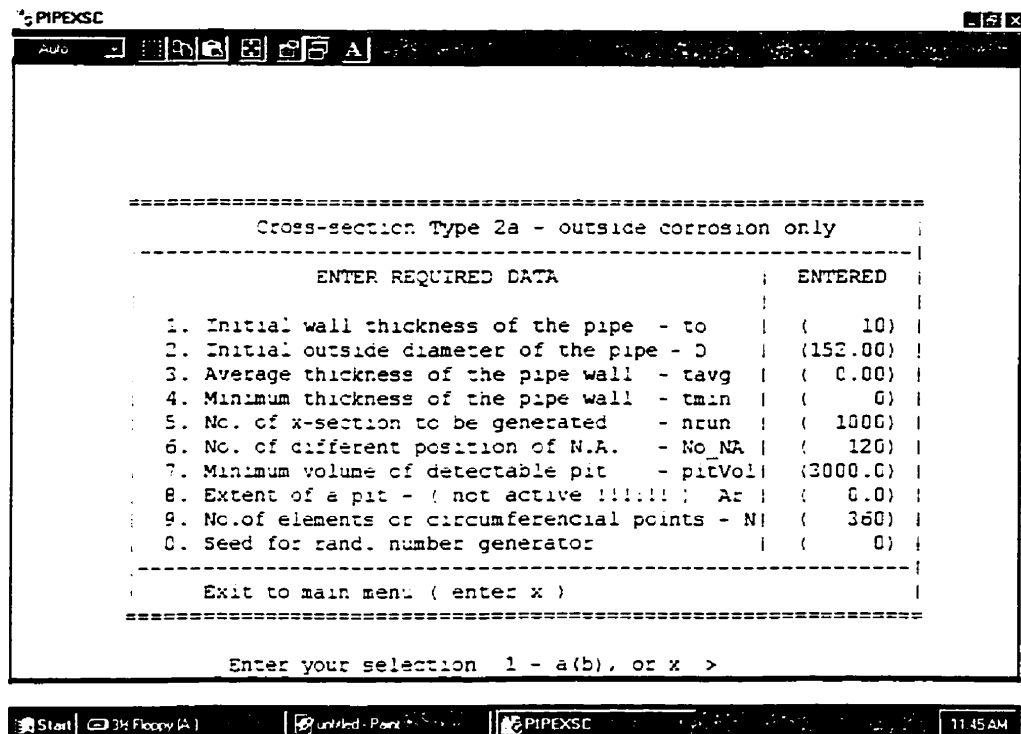 PIPEXSC
Auto
A
Cross-section Type 2a - outside corrosion only
ENTER REQUIRED DATA | ENTERED
1. Initial wall thickness of the pipe - to | ( 10)
2. Initial outside diameter of the pipe - D | (152.00)
3. Average thickness of the pipe wall - tavg | ( 0.00)
4. Minimum thickness of the pipe wall - tmin | ( 0)
5. No. of x-section to be generated - nrun | ( 1000)
6. No. of different position of N.A. - No_NA | ( 120)
7. Minimum volume of detectable pit - pitVol| (3000.0)
8. Extent of a pit - ( not active !!!!!! ) Ar | ( 0.0)
9. No.of elements or circumferencial points - N| ( 360)
0. Seed for rand. number generator | ( 0)
Exit to main menu ( enter x )
Enter your selection 1 - a(b), or x >
Start 3½ Floppy (A:) untitled - Paint PIPEXSC 11:45 AM